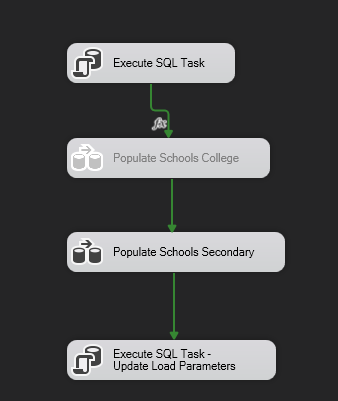 Execute SQL Task
fx
Populate Schools College
Populate Schools Secondary
Execute SQL Task -
Update Load Parameters